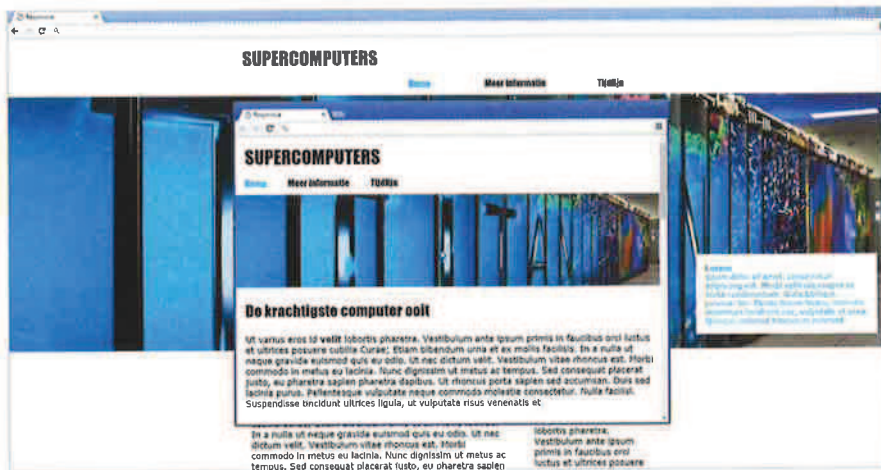 SUPERCOMPUTERS
Home Meer informatie Tijdlijn
SUPERCOMPUTERS
Home Meer informatie Tijdlijn
TITAN
De krachtigste computer ooit
Ut varius eros id velit lobortis pharetra. Vestibulum ante ipsum primis in faucibus orci luctus
et ultrices posuere cubilia Curae; Etiam bibendum urna et ex mollis facilisis. In a nulla ut
neque gravida euismod quis eu odio. Ut nec dictum velit. Vestibulum vitae rhoncus est. Morbi
commodo in metus eu lacinia. Nunc dignissim ut metus ac tempus. Sed consequat placerat
justo, eu pharetra sapien pharetra dapibus. Ut rhoncus porta sapien sed accumsan. Duis sed
lacinia purus. Pellentesque vulputate neque commodo molestie consectetur. Nulla facilisi.
Suspendisse tincidunt ultrices ligula, ut vulputate risus venenatis et
In a nulla ut neque gravida euismod quis eu odio. Ut nec
dictum velit. Vestibulum vitae rhoncus est. Morbi
commodo in metus eu lacinia. Nunc dignissim ut metus ac
tempus. Sed consequat placerat justo, eu pharetra sapien
lobortis pharetra.
Vestibulum ante ipsum
primis in faucibus orci
luctus et ultrices posuere